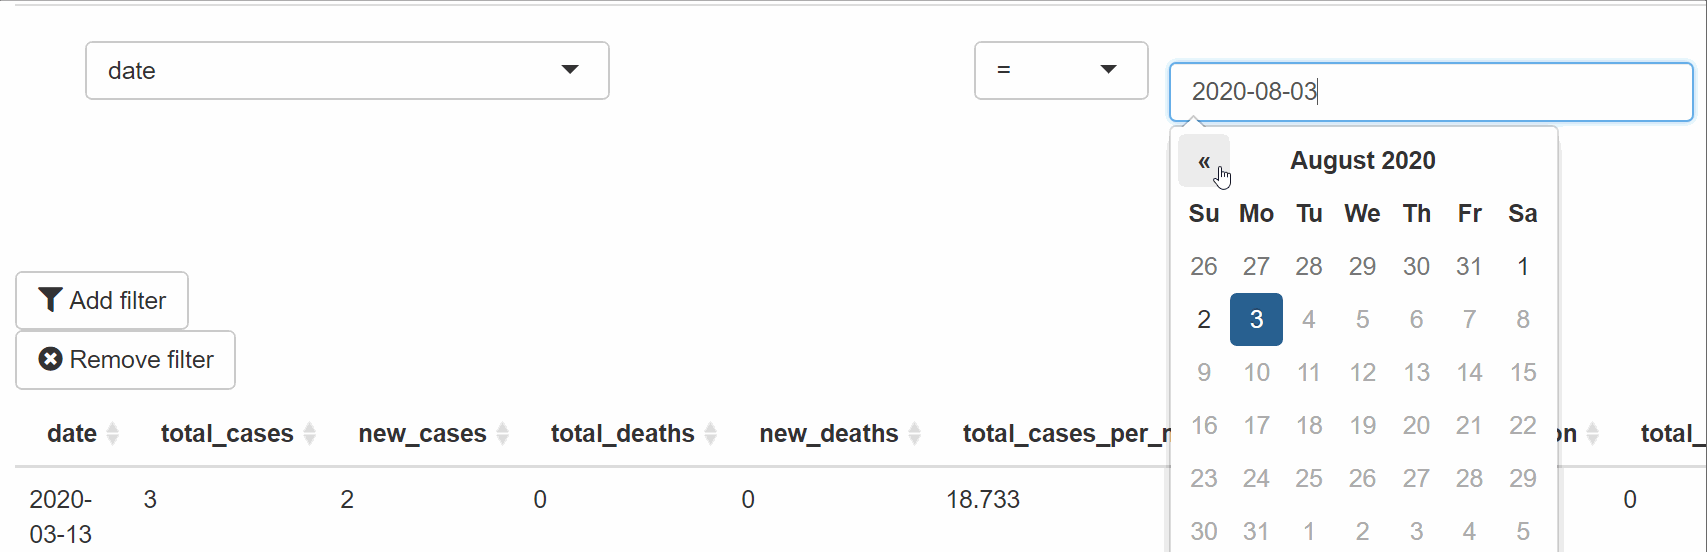 date
=
2020-08-03
« August 2020
Su Mo Tu We Th Fr Sa
26 27 28 29 30 31 1
2 3 4 5 6 7 8
9 10 11 12 13 14 15
16 17 18 19 20 21 22
23 24 25 26 27 28 29
30 31 1 2 3 4 5
Add filter
Remove filter
date total_cases new_cases total_deaths new_deaths total_cases_per_ on total_
2020-03-13 3 2 0 0 18.733 0